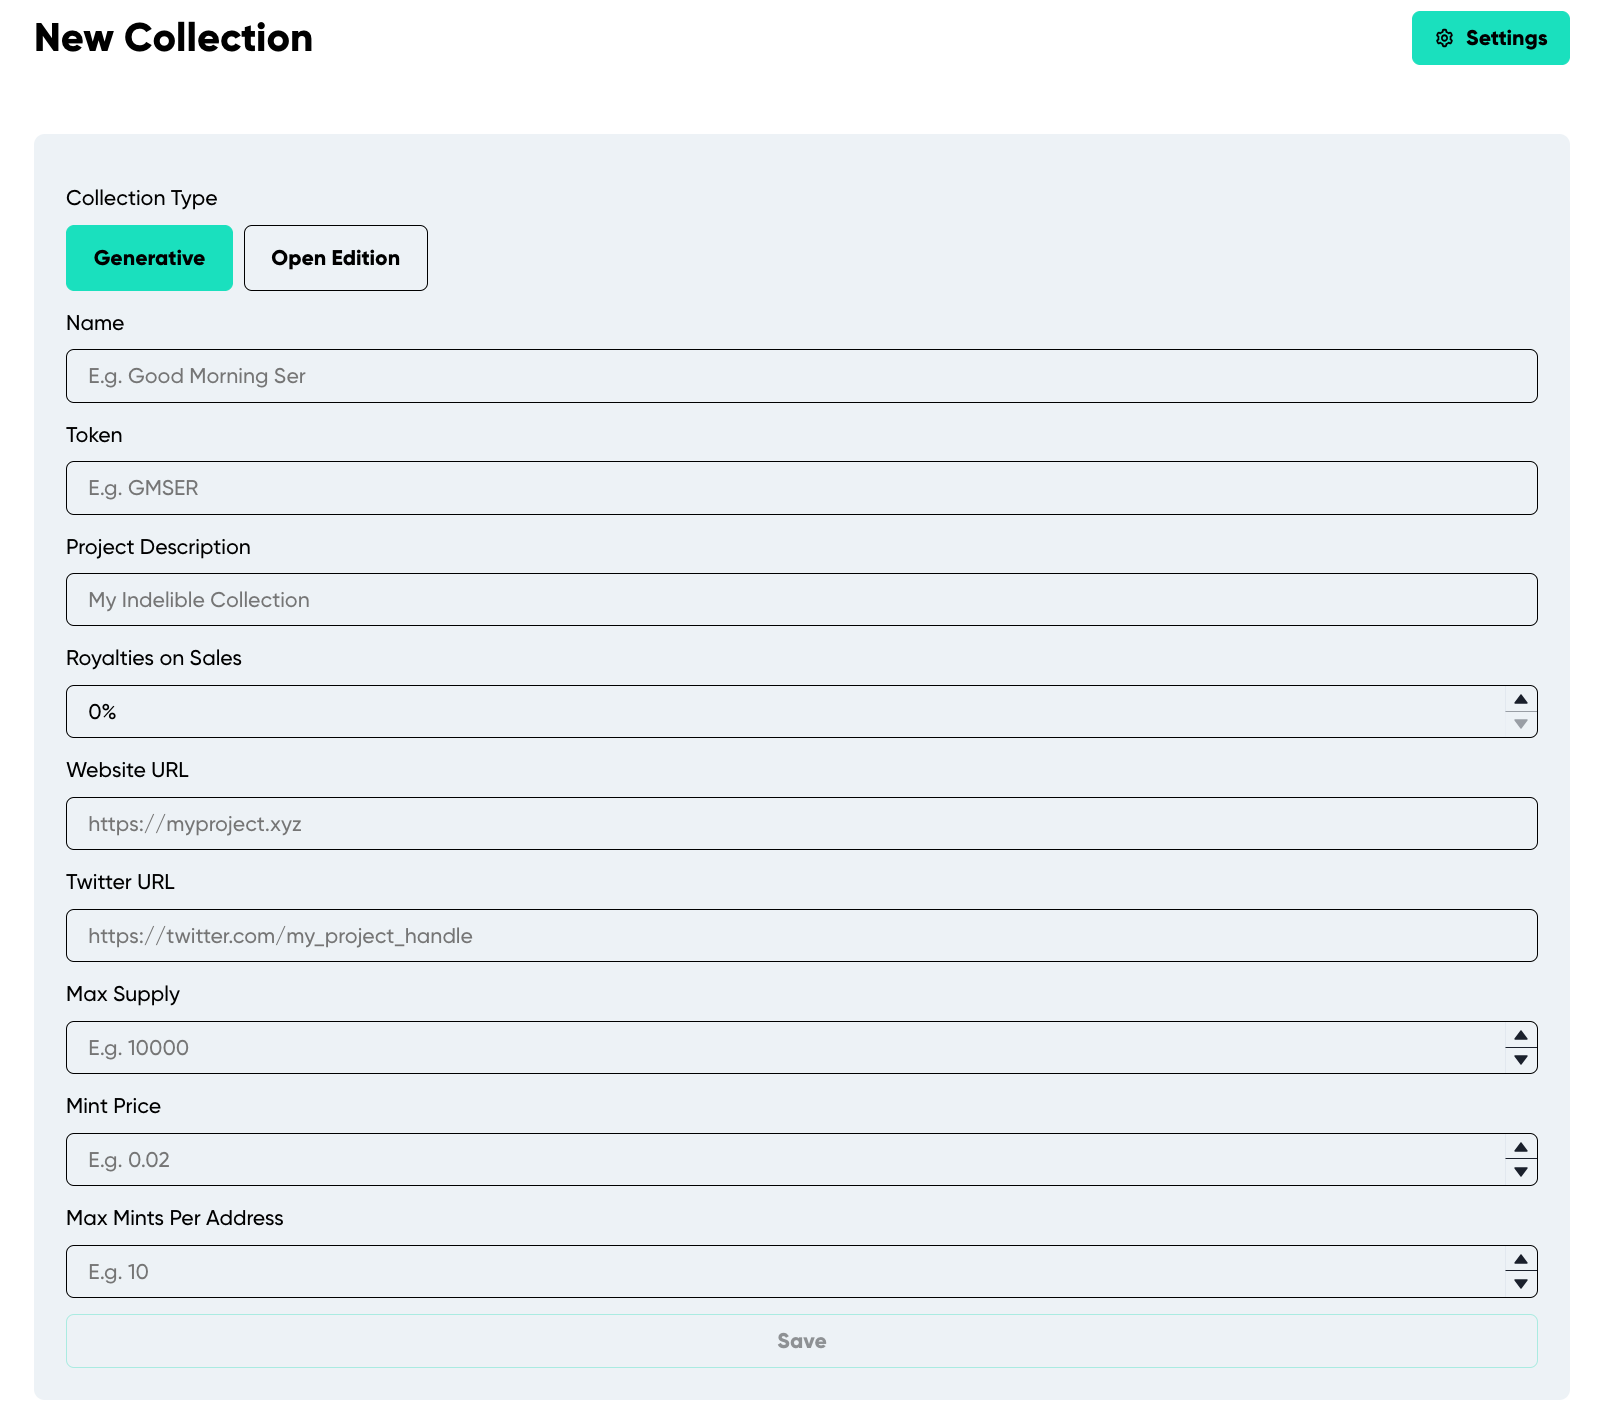 New Collection
Settings
Collection Type
Generative
Open Edition
Name
E.g. Good Morning Ser
Token
E.g. GMSER
Project Description
My Indelible Collection
Royalties on Sales
0%
Website URL
https://myproject.xyz
Twitter URL
https://twitter.com/my_project_handle
Max Supply
E.g. 10000
Mint Price
E.g. 0.02
Max Mints Per Address
E.g. 10
Save